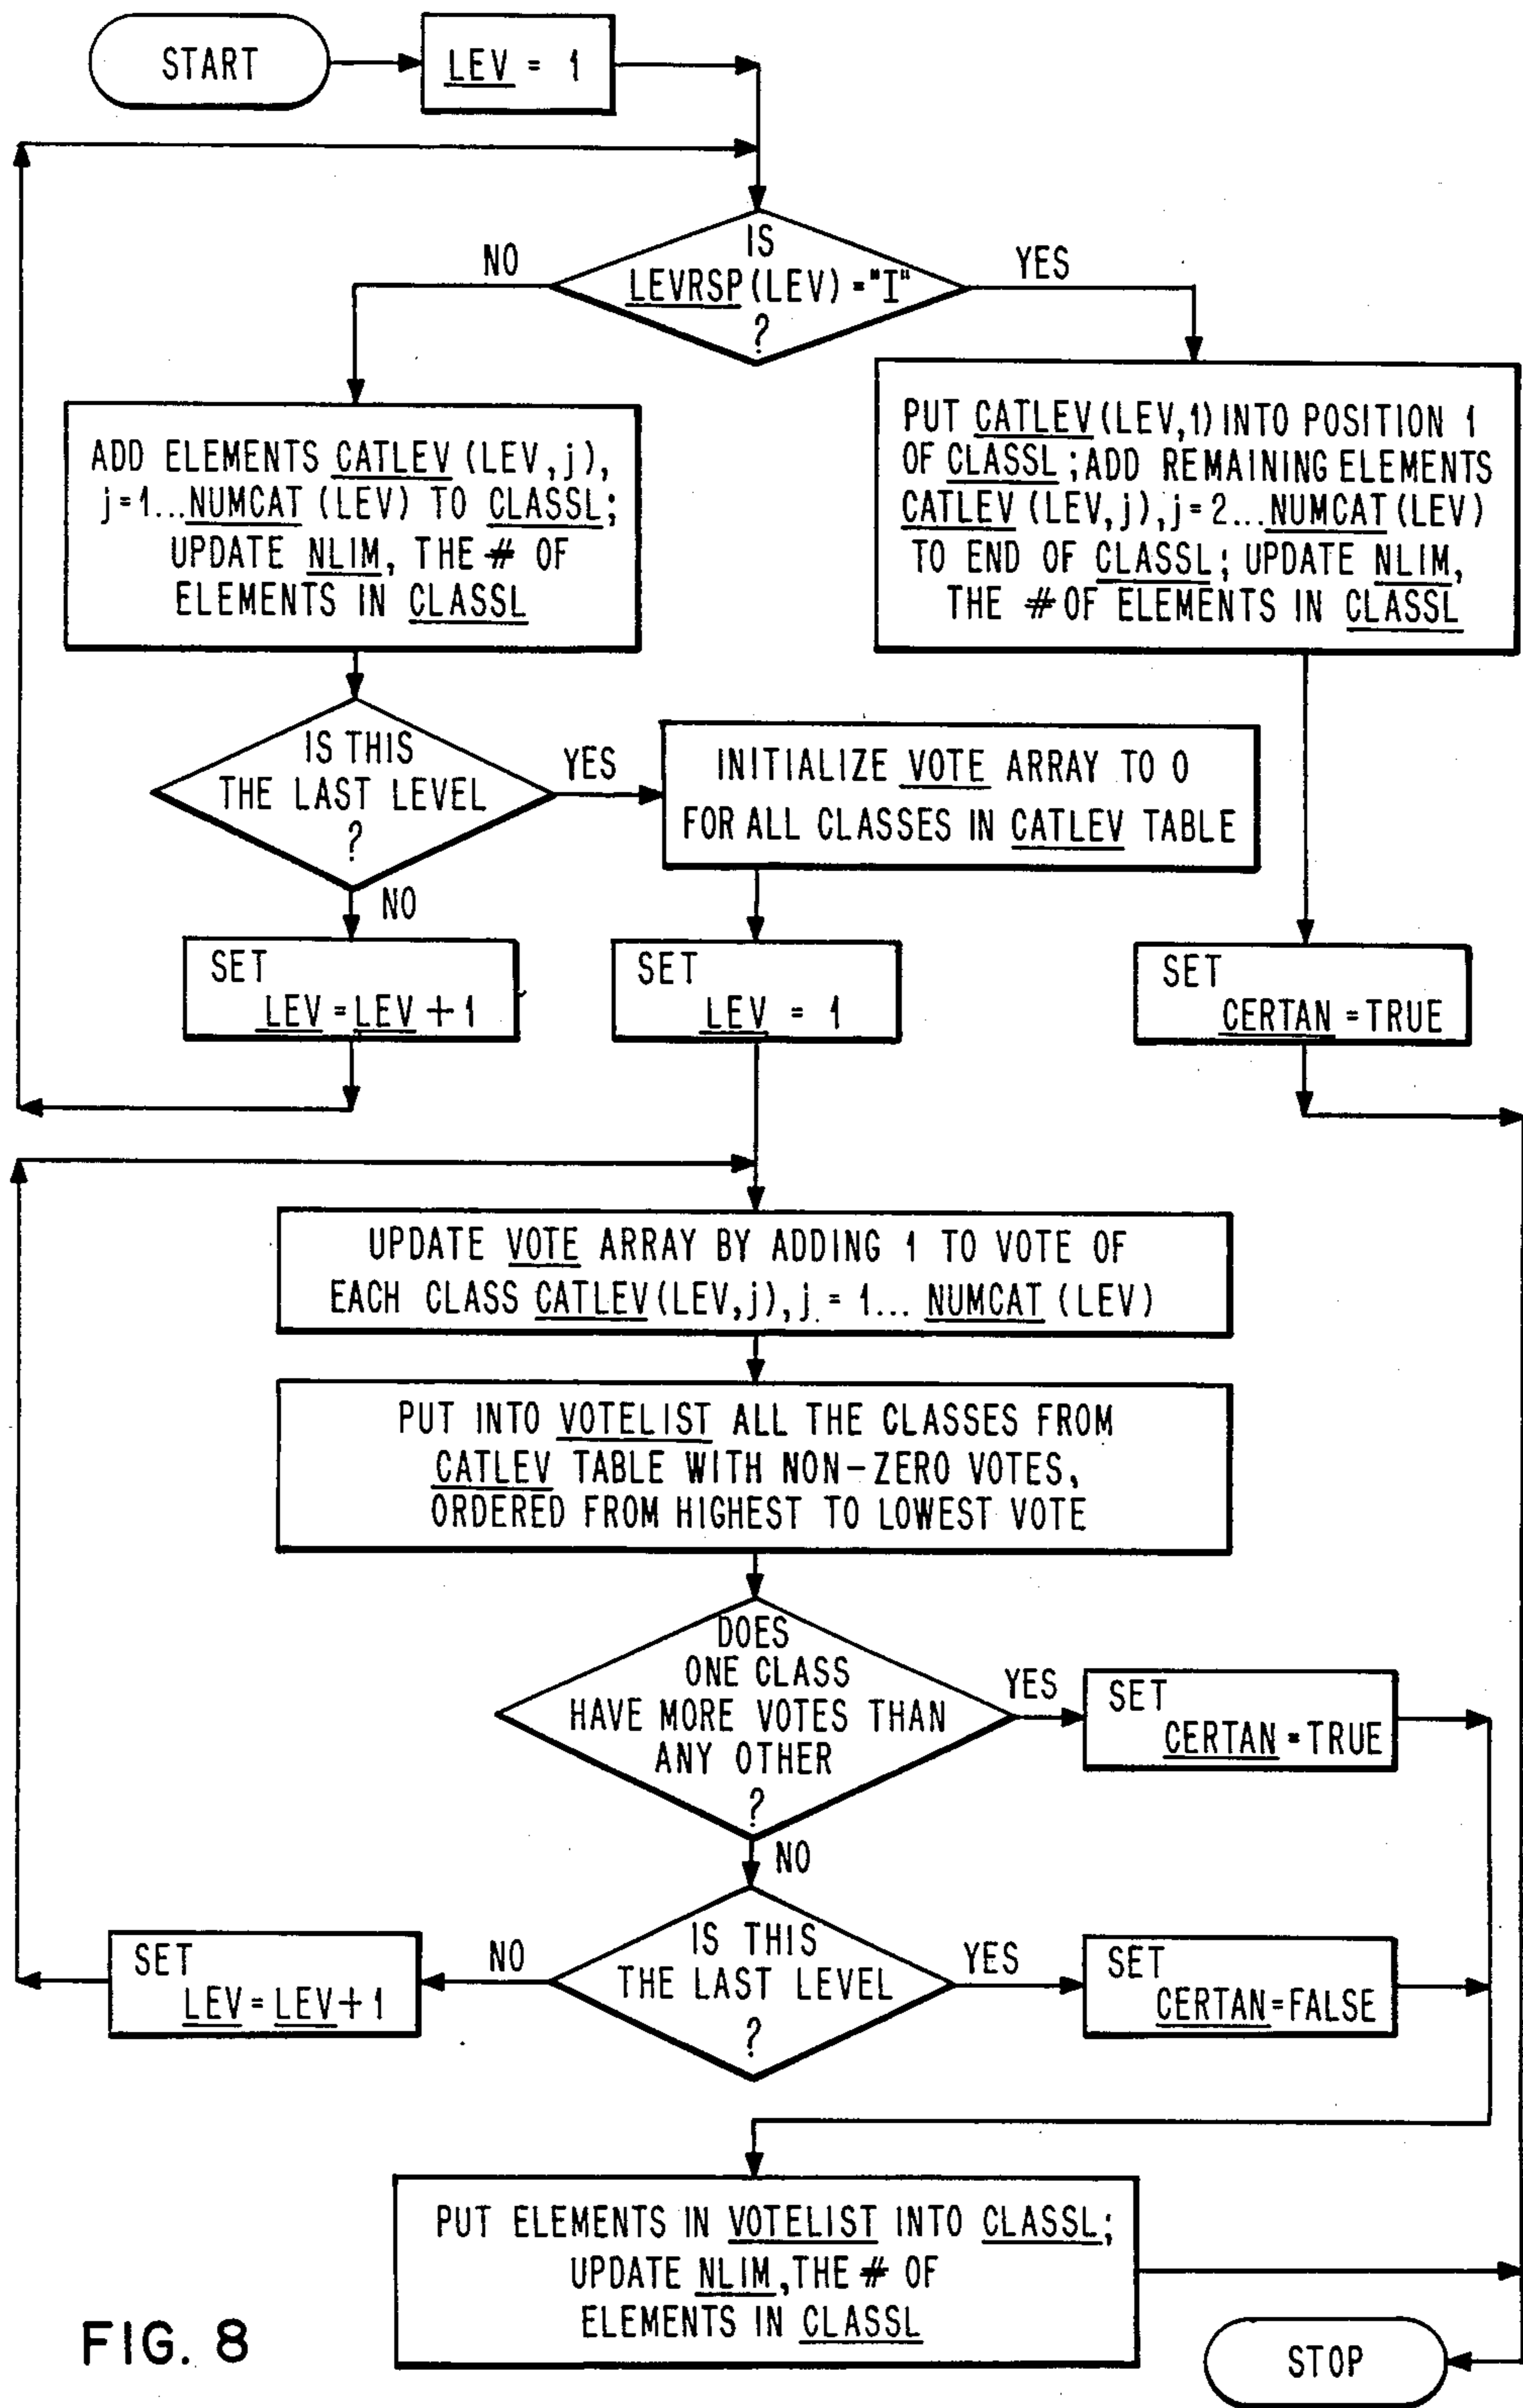 START
LEV = 1
IS
LEVRSP(LEV)="I"
?
NO
YES
ADD ELEMENTS CATLEV (LEV,j),
j=1...NUMCAT (LEV) TO CLASSL;
UPDATE NLIM, THE # OF
ELEMENTS IN CLASSL
PUT CATLEV(LEV,1) INTO POSITION 1
OF CLASSL; ADD REMAINING ELEMENTS
CATLEV (LEV,j), j=2...NUMCAT(LEV)
TO END OF CLASSL; UPDATE NLIM,
THE # OF ELEMENTS IN CLASSL
IS THIS
THE LAST LEVEL
?
YES
NO
INITIALIZE VOTE ARRAY TO 0
FOR ALL CLASSES IN CATLEV TABLE
SET
LEV=LEV+1
SET
LEV = 1
SET
CERTAN=TRUE
UPDATE VOTE ARRAY BY ADDING 1 TO VOTE OF
EACH CLASS CATLEV(LEV,j), j = 1... NUMCAT (LEV)
PUT INTO VOTELIST ALL THE CLASSES FROM
CATLEV TABLE WITH NON-ZERO VOTES,
ORDERED FROM HIGHEST TO LOWEST VOTE
DOES
ONE CLASS
HAVE MORE VOTES THAN
ANY OTHER
?
YES
NO
SET
CERTAN=TRUE
IS THIS
THE LAST LEVEL
?
NO
YES
SET
LEV=LEV+1
SET
CERTAN=FALSE
PUT ELEMENTS IN VOTELIST INTO CLASSL;
UPDATE NLIM, THE # OF
ELEMENTS IN CLASSL
STOP
FIG. 8